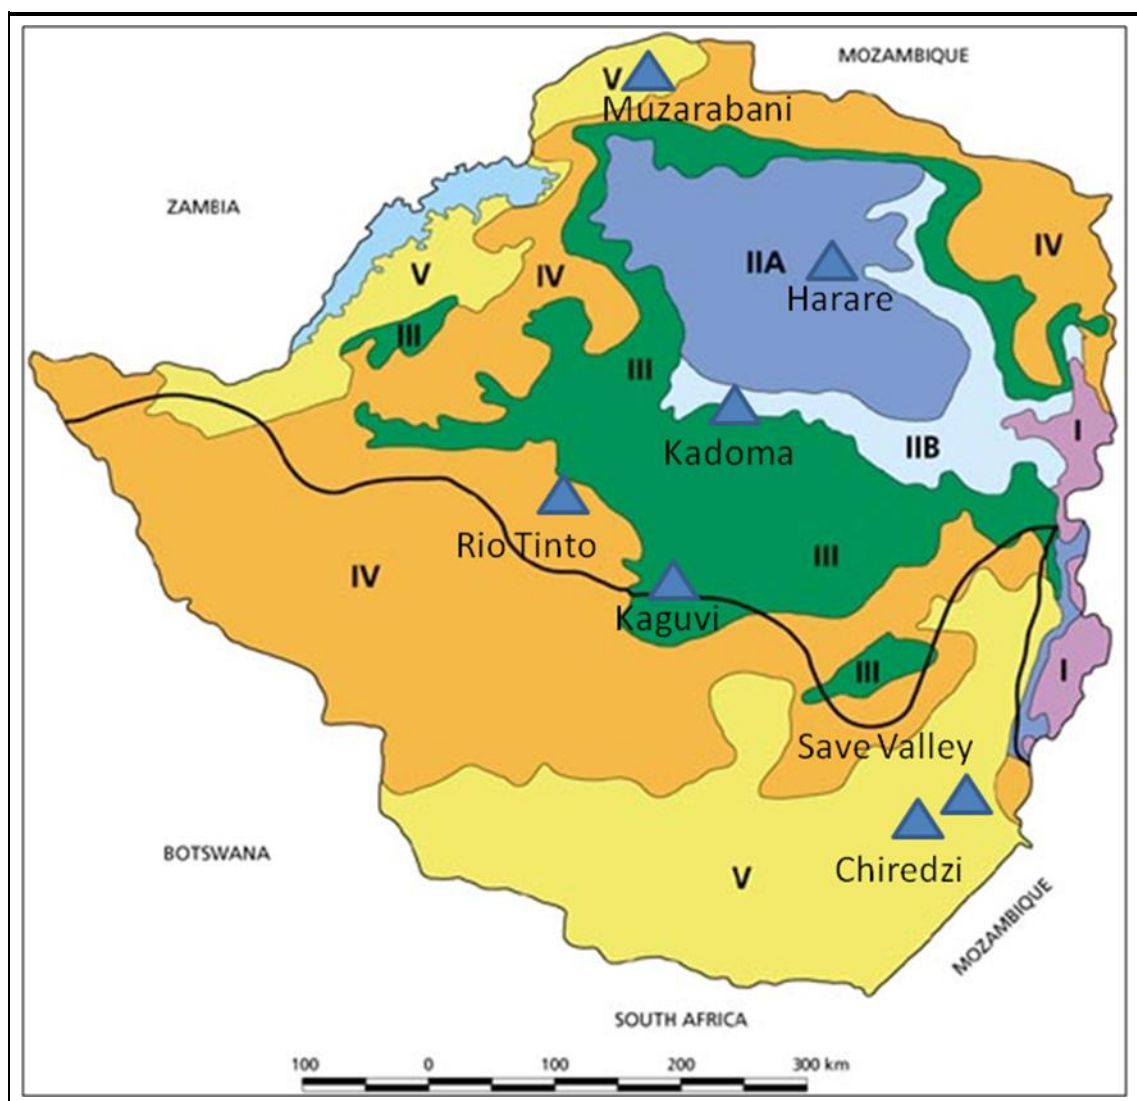 MOZAMBIQUE
V
Muzarabani
ZAMBIA
V
IV
IIA
IV
Harare
III
III
Kadoma
IIB
I
Rio Tinto
IV
III
Kaguvi
III
I
Save Valley
BOTSWANA
V
Chiredzi
MOZAMBIQUE
SOUTH AFRICA
100 0 100 200 300 km